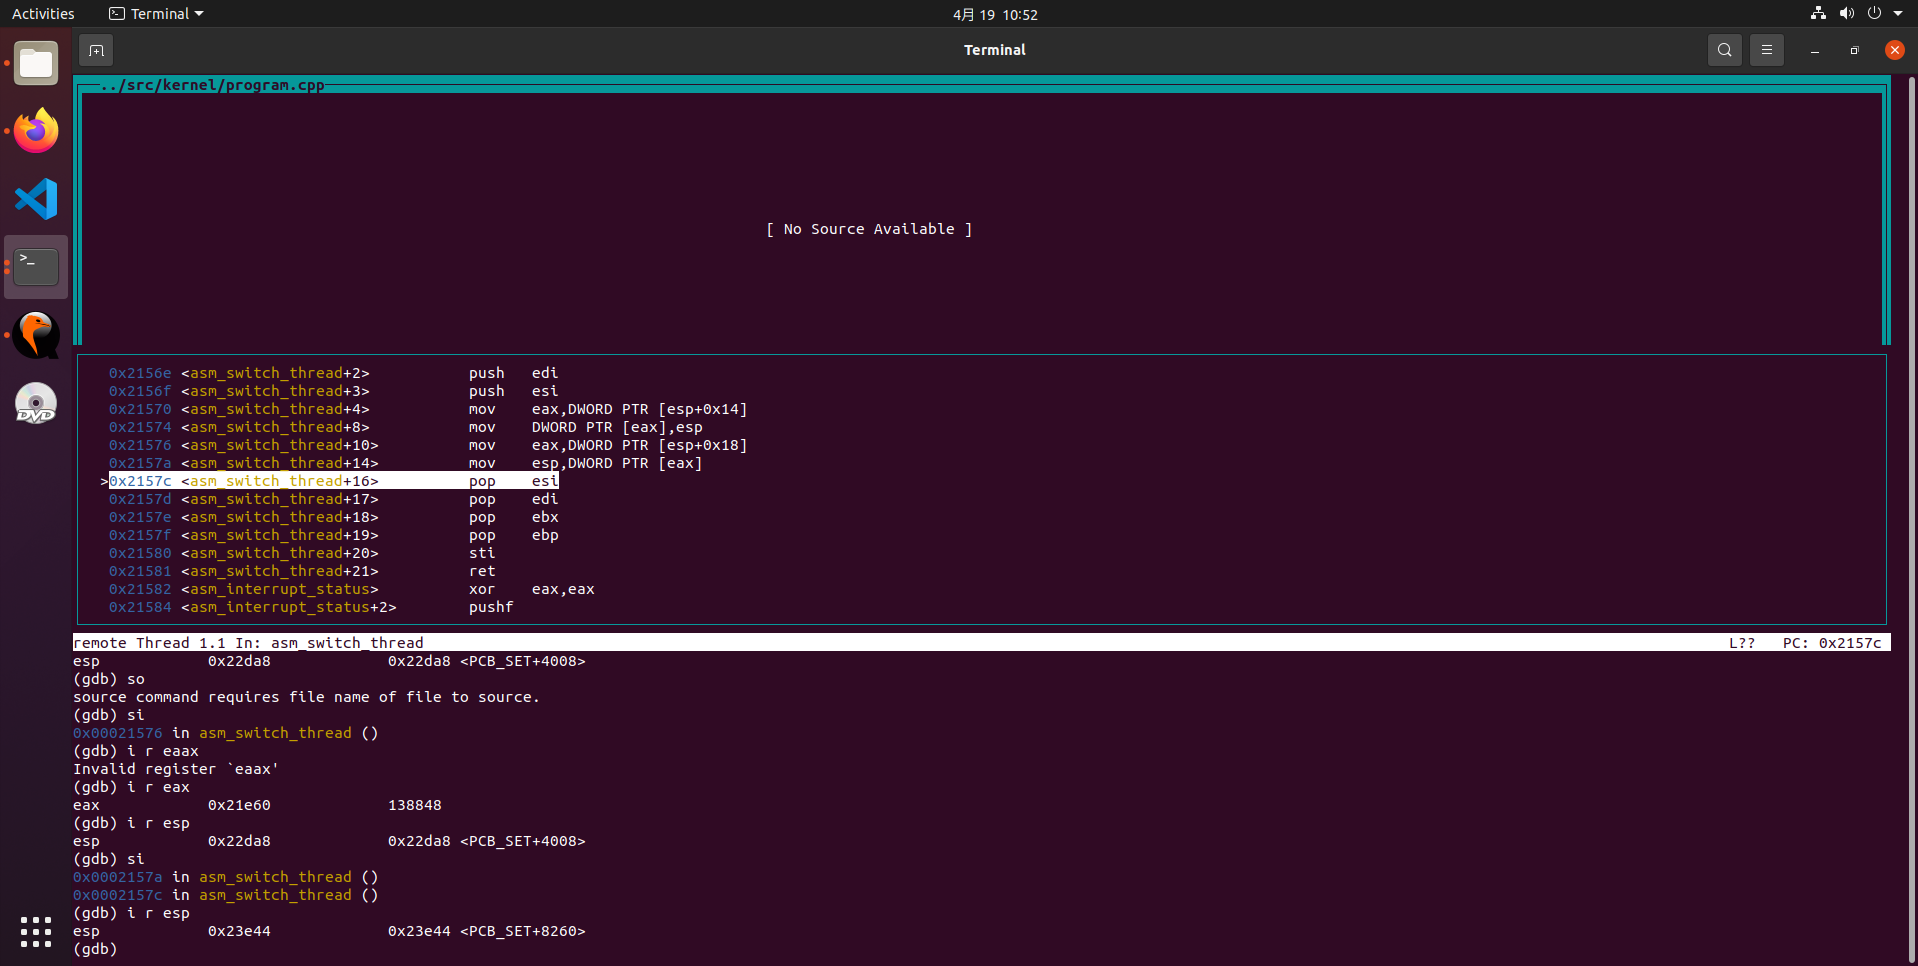 Activities
Terminal
4月 19 10:52
Terminal
../src/kernel/program.cpp
[ No Source Available ]
0x2156e <asm_switch_thread+2> push edi
0x2156f <asm_switch_thread+3> push esi
0x21570 <asm_switch_thread+4> mov eax,DWORD PTR [esp+0x14]
0x21574 <asm_switch_thread+8> mov DWORD PTR [eax],esp
0x21576 <asm_switch_thread+10> mov eax,DWORD PTR [esp+0x18]
0x2157a <asm_switch_thread+14> mov esp,DWORD PTR [eax]
>0x2157c <asm_switch_thread+16> pop esi
0x2157d <asm_switch_thread+17> pop edi
0x2157e <asm_switch_thread+18> pop ebx
0x2157f <asm_switch_thread+19> pop ebp
0x21580 <asm_switch_thread+20> sti
0x21581 <asm_switch_thread+21> ret
0x21582 <asm_interrupt_status> xor eax,eax
0x21584 <asm_interrupt_status+2> pushf
remote Thread 1.1 In: asm_switch_thread L?? PC: 0x2157c
esp 0x22da8 0x22da8 <PCB_SET+4008>
(gdb) so
source command requires file name of file to source.
(gdb) si
0x00021576 in asm_switch_thread ()
(gdb) i r eaax
Invalid register `eaax'
(gdb) i r eax
eax 0x21e60 138848
(gdb) i r esp
esp 0x22da8 0x22da8 <PCB_SET+4008>
(gdb) si
0x0002157a in asm_switch_thread ()
0x0002157c in asm_switch_thread ()
(gdb) i r esp
esp 0x23e44 0x23e44 <PCB_SET+8260>
(gdb)
>_
DVD